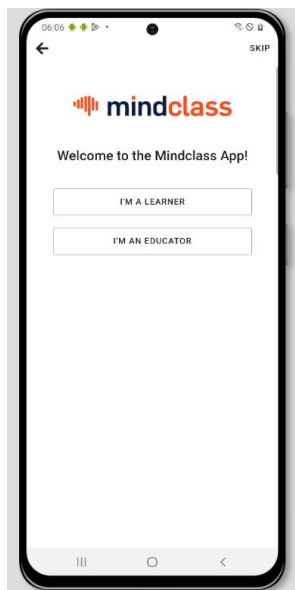 06:06
SKIP
mindclass
Welcome to the Mindclass App!
I'M A LEARNER
I'M AN EDUCATOR